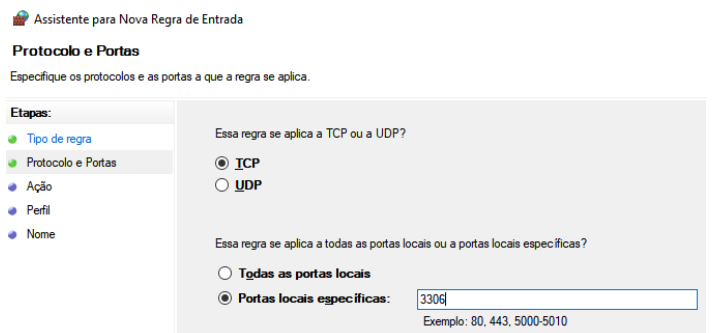 Assistente para Nova Regra de Entrada
Protocolo e Portas
Especifique os protocolos e as portas a que a regra se aplica.
Etapas:
Tipo de regra
Protocolo e Portas
Ação
Perfil
Nome
Essa regra se aplica a TCP ou a UDP?
TCP
UDP
Essa regra se aplica a todas as portas locais ou a portas locais específicas?
Todas as portas locais
Portas locais específicas: 3306
Exemplo: 80, 443, 5000-5010